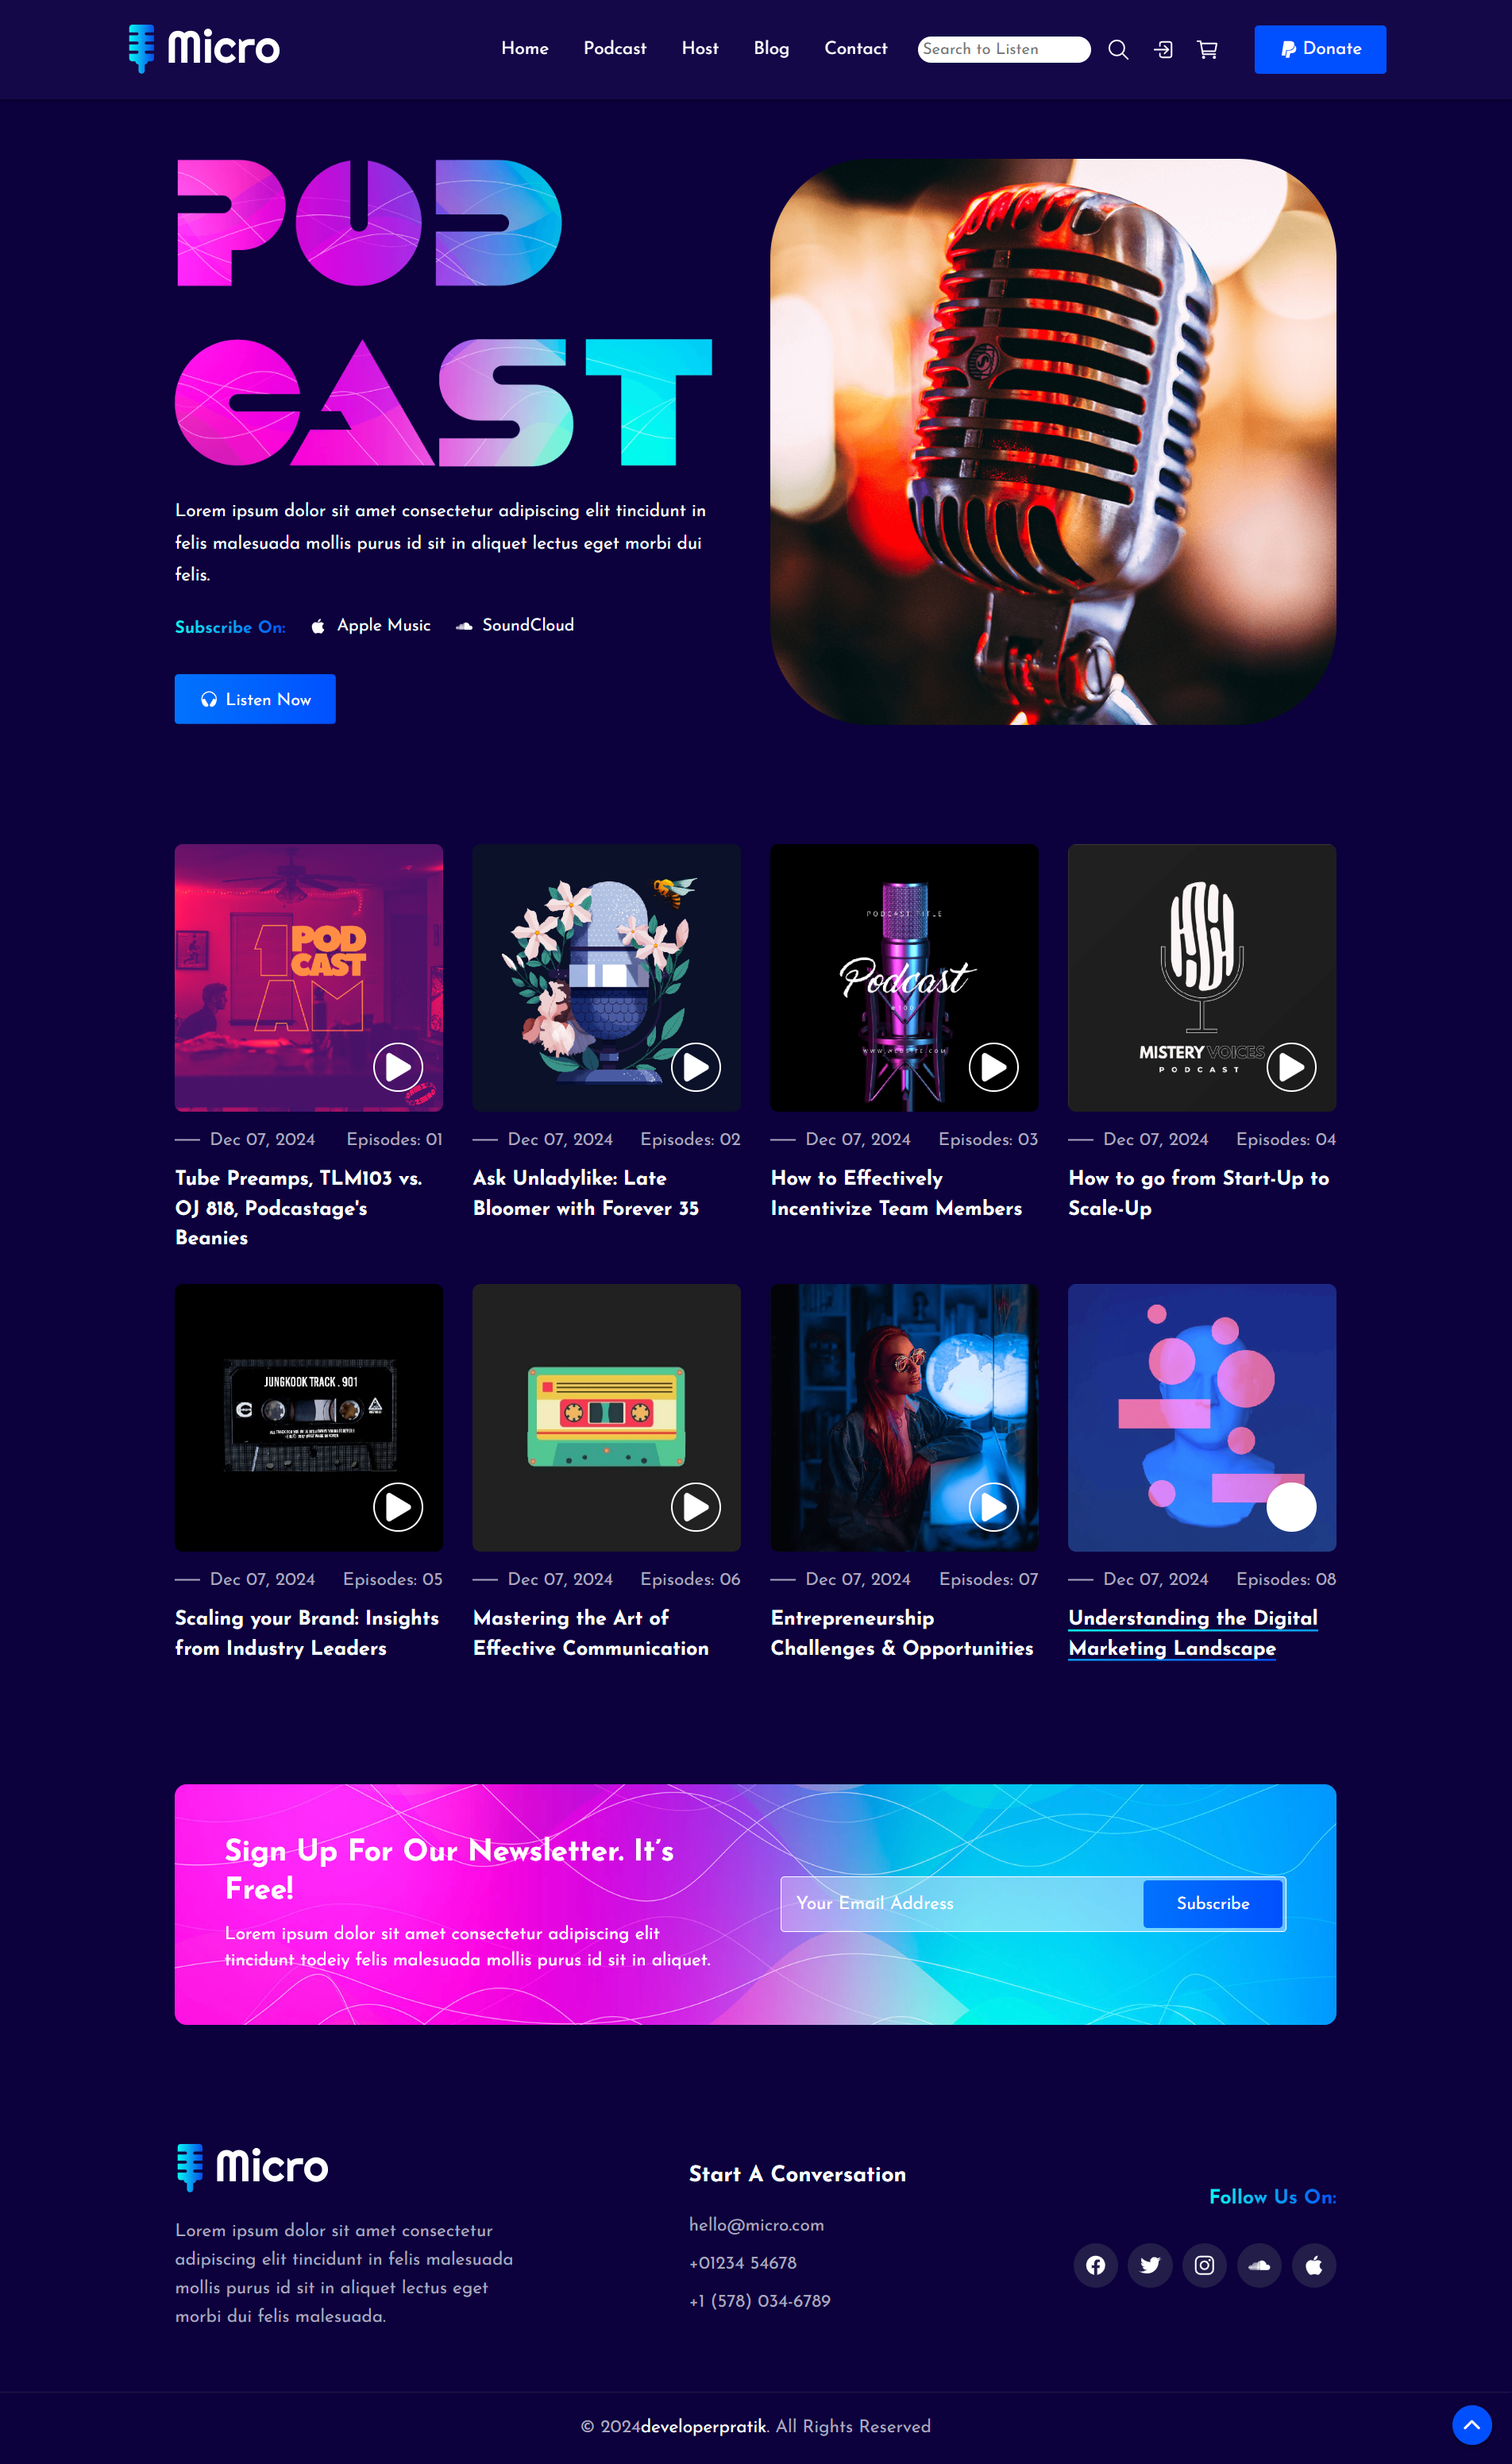 Micro
Home Podcast Host Blog Contact Search to Listen Donate
POD
CAST
Lorem ipsum dolor sit amet consectetur adipiscing elit tincidunt in
felis malesuada mollis purus id sit in aliquet lectus eget morbi dui
felis.
Subscribe On: Apple Music SoundCloud
Listen Now
1 POD
CAST
AM
PODCAST TITLE
Podcast
#100
WWW.WEBSITE.COM
MISTERY VOICES
PODCAST
Dec 07, 2024 Episodes: 01
Tube Preamps, TLM103 vs.
OJ 818, Podcastage's
Beanies
Dec 07, 2024 Episodes: 02
Ask Unladylike: Late
Bloomer with Forever 35
Dec 07, 2024 Episodes: 03
How to Effectively
Incentivize Team Members
Dec 07, 2024 Episodes: 04
How to go from Start-Up to
Scale-Up
JUNGKOOK TRACK . 901
Dec 07, 2024 Episodes: 05
Scaling your Brand: Insights
from Industry Leaders
Dec 07, 2024 Episodes: 06
Mastering the Art of
Effective Communication
Dec 07, 2024 Episodes: 07
Entrepreneurship
Challenges & Opportunities
Dec 07, 2024 Episodes: 08
Understanding the Digital
Marketing Landscape
Sign Up For Our Newsletter. It's
Free!
Lorem ipsum dolor sit amet consectetur adipiscing elit
tincidunt todeiy felis malesuada mollis purus id sit in aliquet.
Your Email Address Subscribe
Micro
Lorem ipsum dolor sit amet consectetur
adipiscing elit tincidunt in felis malesuada
mollis purus id sit in aliquet lectus eget
morbi dui felis malesuada.
Start A Conversation
hello@micro.com
+01234 54678
+1 (578) 034-6789
Follow Us On:
© 2024developerpratik. All Rights Reserved